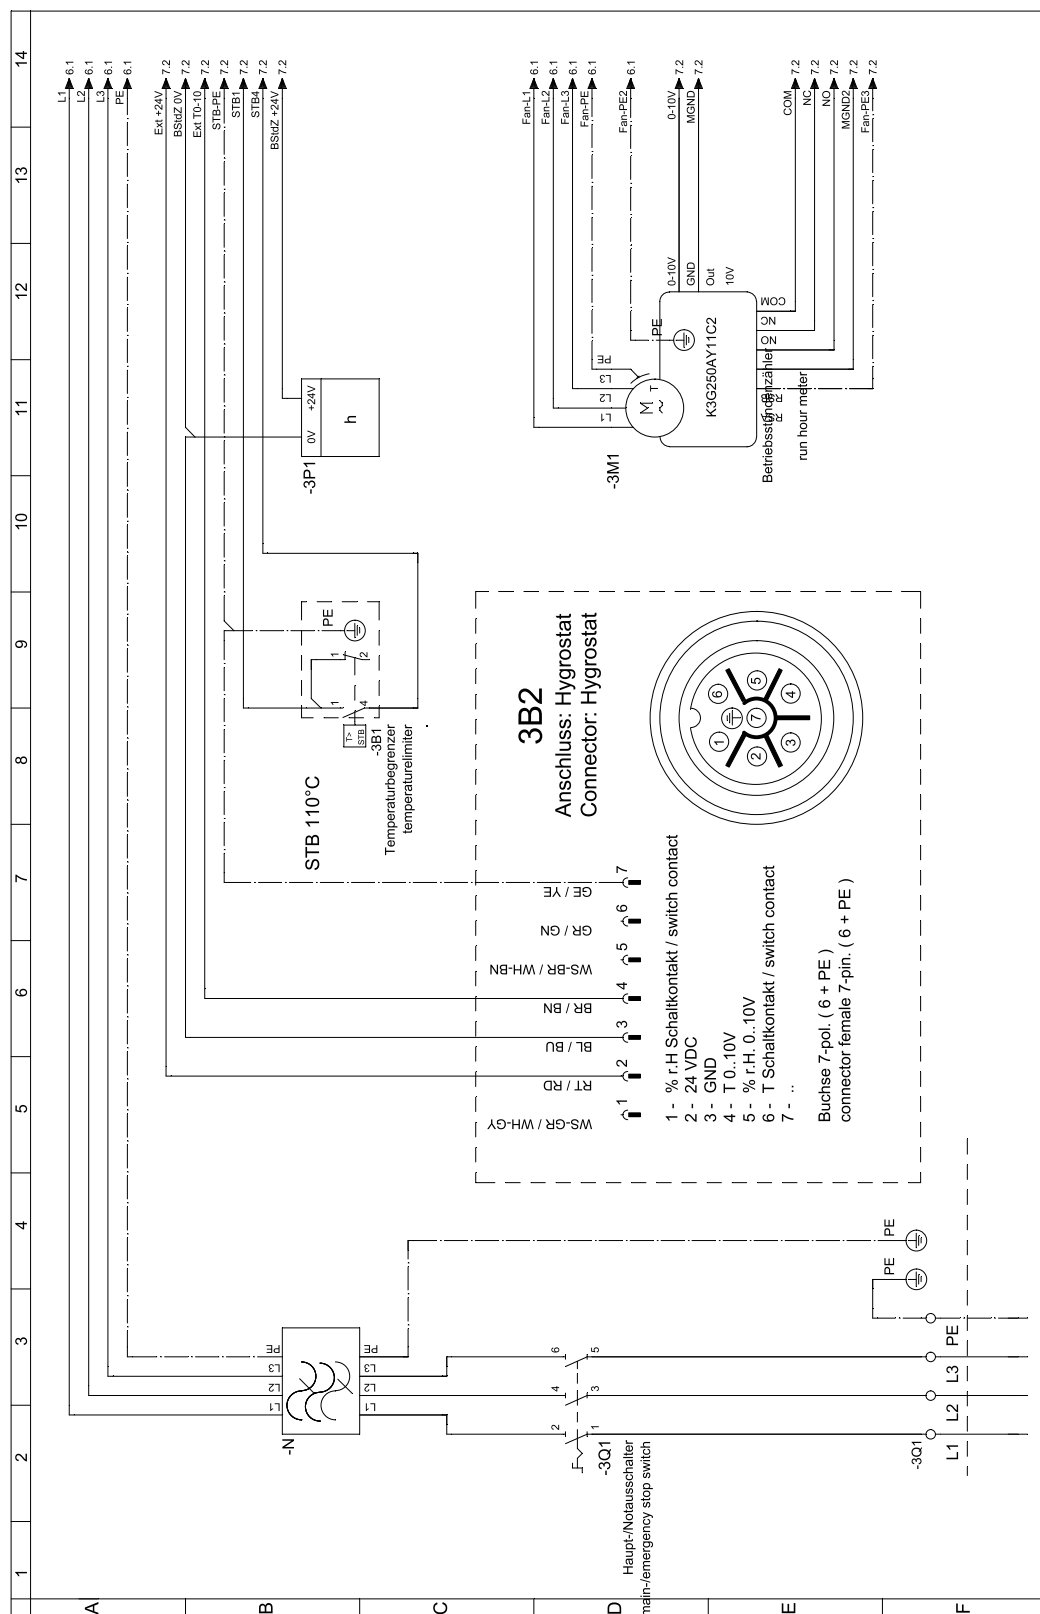 14
13
12
11
10
9
8
7
6
5
4
3
2
1
A
B
C
D
E
F
L1 6.1
L2 6.1
L3 6.1
PE 6.1
Ext +24V 7.2
BStdZ 0V 7.2
Ext T0-10 7.2
STB-PE 7.2
STB1 7.2
STB4 7.2
BStdZ +24V 7.2
Fan-L1 6.1
Fan-L2 6.1
Fan-L3 6.1
Fan-PE 6.1
Fan-PE2 6.1
0-10V 7.2
MGND 7.2
COM 7.2
NC 7.2
NO 7.2
MGND2 7.2
Fan-PE3 7.2
-3P1
0V +24V
h
-3M1
L1
L2
L3
PE
M
~
T
PE
K3G250AY11C2
0-10V
GND
Out
10V
COM
NC
NO
RSB
RSA
Betriebsstundenzähler
run hour meter
STB 110°C
T>
STB
-3B1
Temperaturbegrenzer
temperaturelimiter
1
4
1
2
PE
3B2
Anschluss: Hygrostat
Connector: Hygrostat
1
2
3
4
5
6
7
WS-GR / WH-GY 1
RT / RD 2
BL / BU 3
BR / BN 4
WS-BR / WH-BN 5
GR / GN 6
GE / YE 7
1 - % r.H Schaltkontakt / switch contact
2 - 24 VDC
3 - GND
4 - T 0..10V
5 - % r.H. 0..10V
6 - T Schaltkontakt / switch contact
7 - ..
Buchse 7-pol. ( 6 + PE )
connector female 7-pin. ( 6 + PE )
-N
L1
L2
L3
PE
L1
L2
L3
PE
2
4
6
1
3
5
-3Q1
Haupt-/Notausschalter
main-/emergency stop switch
PE
PE
-3Q1
L1
L2
L3
PE